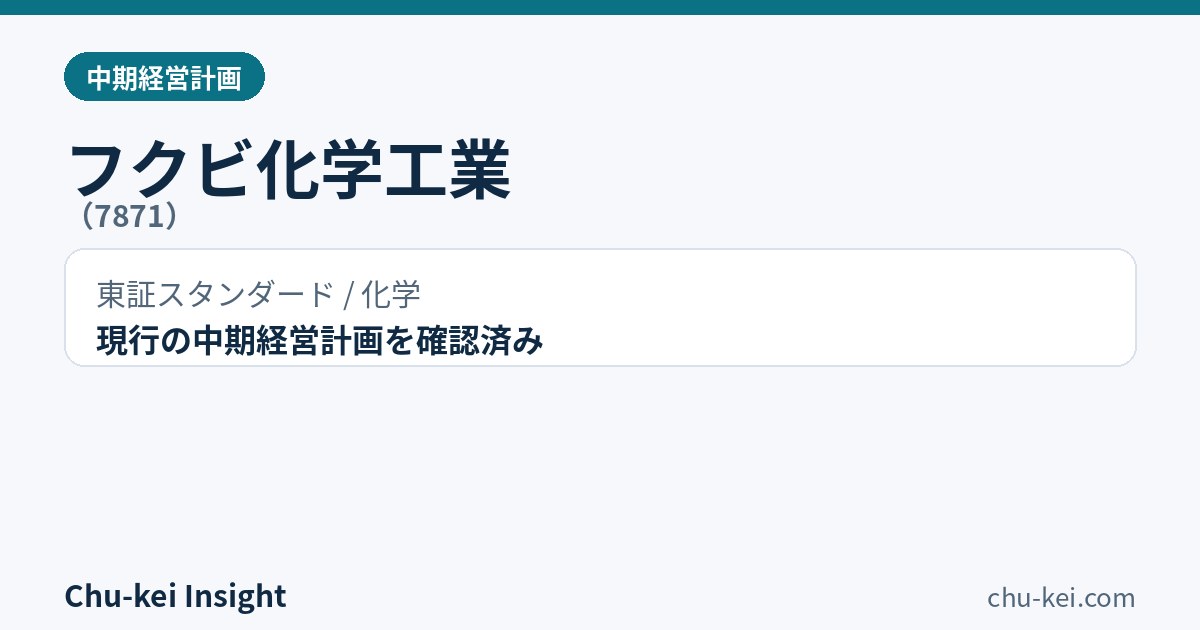 中期経営計画
フクビ化学工業
（7871）
東証スタンダード / 化学
現行の中期経営計画を確認済み
Chu-kei Insight
chu-kei.com